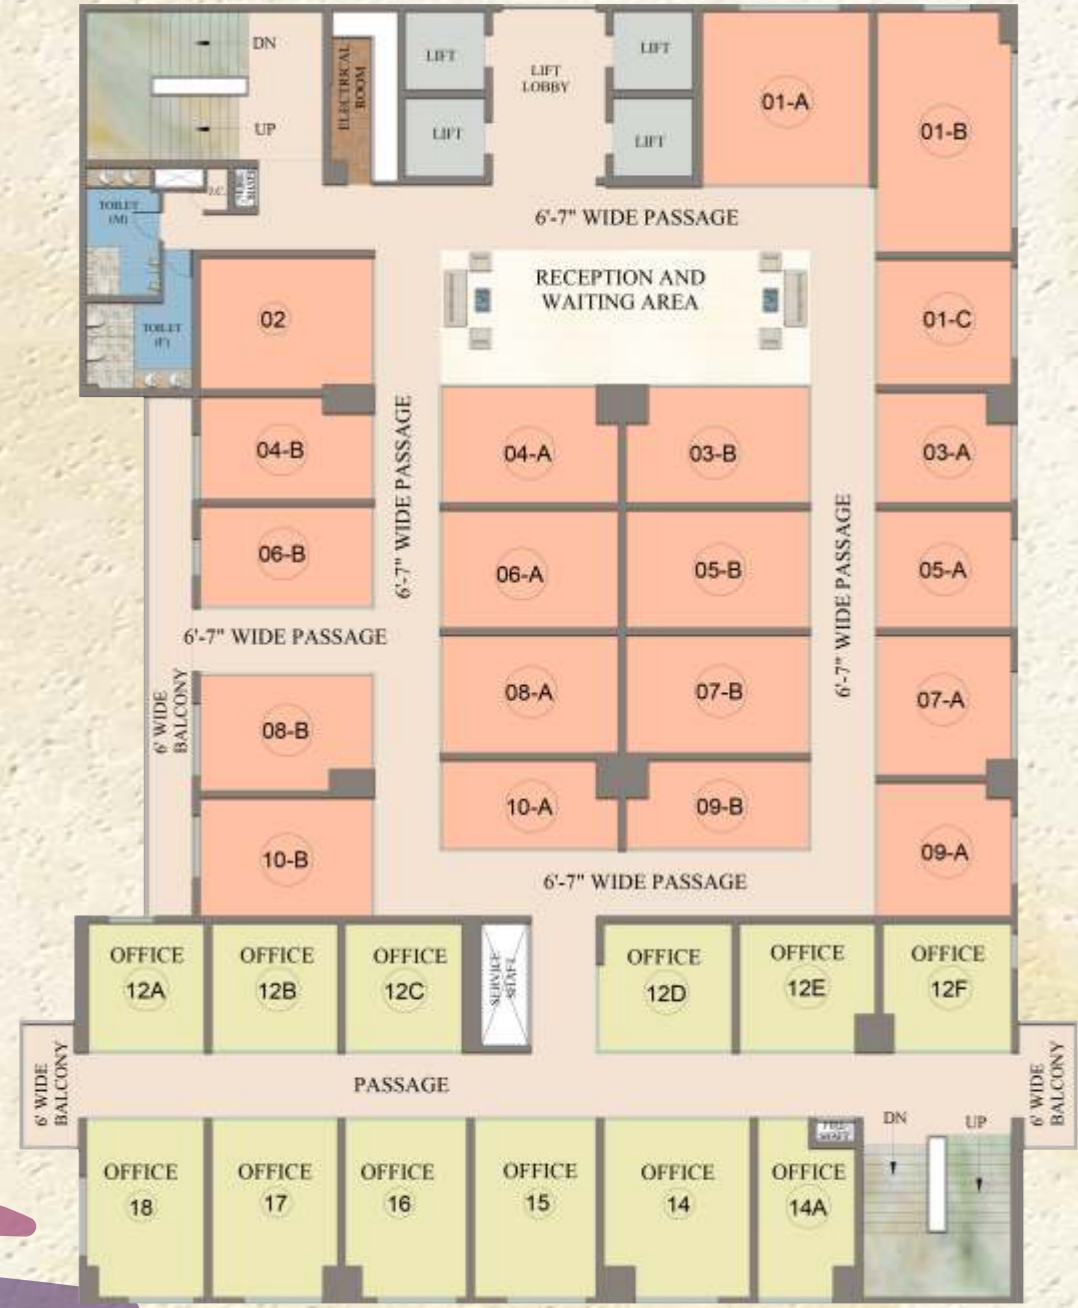 DN
UP
ELECTRICAL
ROOM
LIFT
LIFT
LIFT
LOBBY
LIFT
LIFT
01-A
01-B
TOILET
(M)
6'-7" WIDE PASSAGE
RECEPTION AND
WAITING AREA
01-C
02
TOILET
(F)
04-B
6'-7" WIDE PASSAGE
04-A
03-B
03-A
06-B
06-A
05-B
6'-7" WIDE PASSAGE
05-A
6'-7" WIDE PASSAGE
6' WIDE
BALCONY
08-B
08-A
07-B
07-A
10-A
09-B
10-B
09-A
6'-7" WIDE PASSAGE
OFFICE
12A
OFFICE
12B
OFFICE
12C
SERVICE
SHAFT
OFFICE
12D
OFFICE
12E
OFFICE
12F
6' WIDE
BALCONY
PASSAGE
6' WIDE
BALCONY
DN
UP
FIRE
SHAFT
OFFICE
18
OFFICE
17
OFFICE
16
OFFICE
15
OFFICE
14
OFFICE
14A